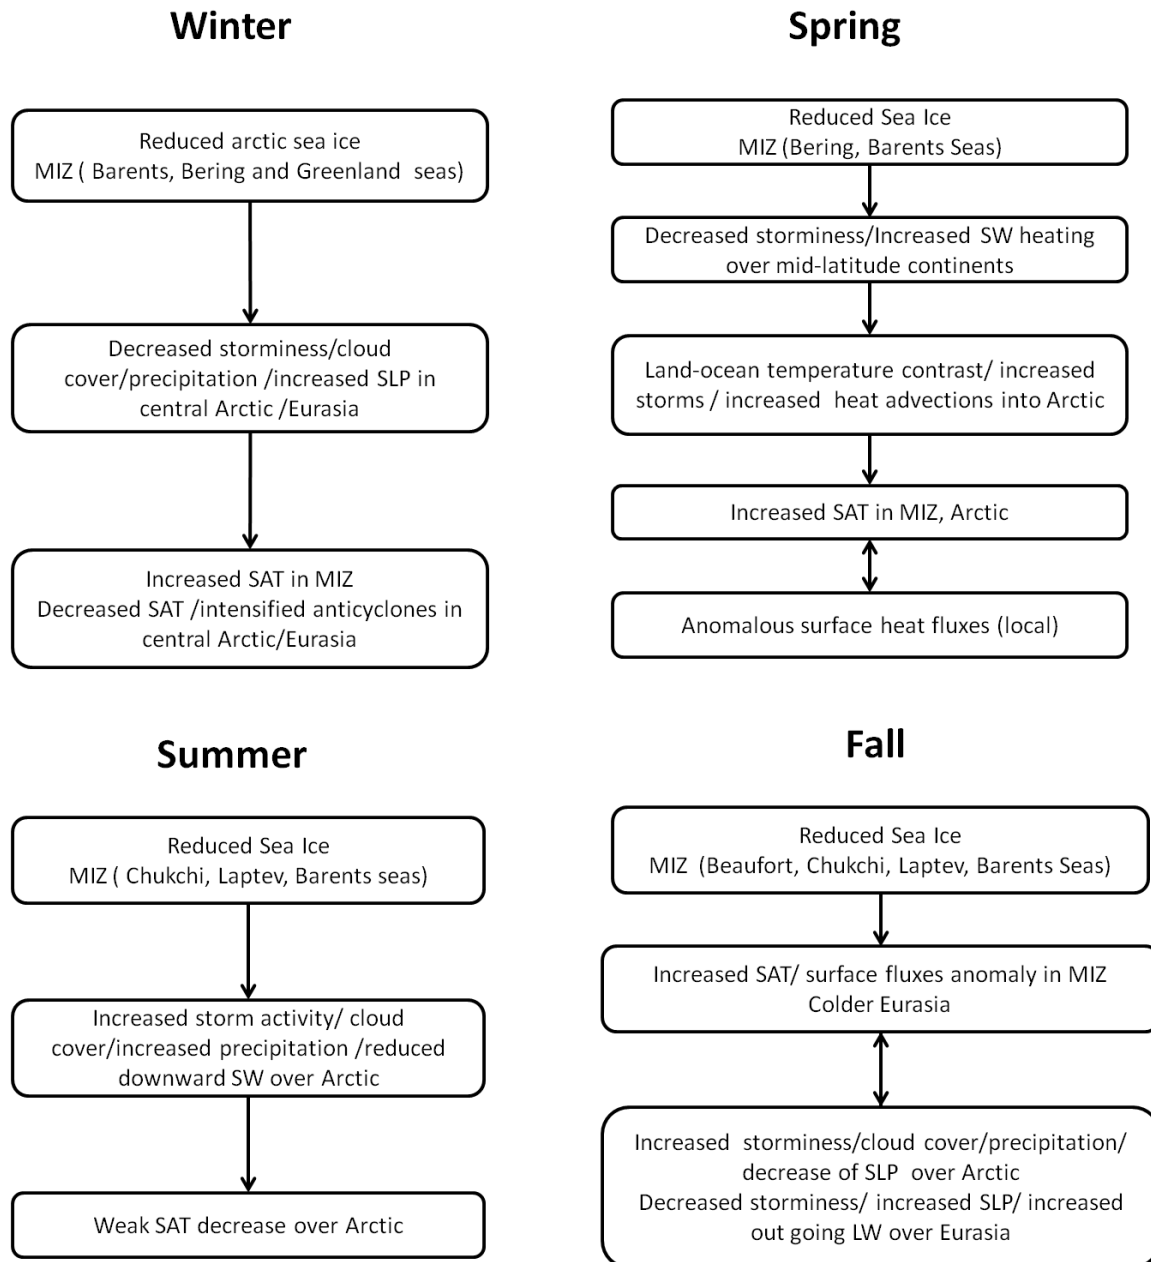 Winter
Reduced arctic sea ice
MIZ ( Barents, Bering and Greenland seas)
Decreased storminess/cloud
cover/precipitation /increased SLP in
central Arctic /Eurasia
Increased SAT in MIZ
Decreased SAT /intensified anticyclones in
central Arctic/Eurasia
Spring
Reduced Sea Ice
MIZ (Bering, Barents Seas)
Decreased storminess/Increased SW heating
over mid-latitude continents
Land-ocean temperature contrast/ increased
storms / increased heat advections into Arctic
Increased SAT in MIZ, Arctic
Anomalous surface heat fluxes (local)
Summer
Reduced Sea Ice
MIZ ( Chukchi, Laptev, Barents seas)
Increased storm activity/ cloud
cover/increased precipitation /reduced
downward SW over Arctic
Weak SAT decrease over Arctic
Fall
Reduced Sea Ice
MIZ (Beaufort, Chukchi, Laptev, Barents Seas)
Increased SAT/ surface fluxes anomaly in MIZ
Colder Eurasia
Increased storminess/cloud cover/precipitation/
decrease of SLP over Arctic
Decreased storminess/ increased SLP/ increased
out going LW over Eurasia